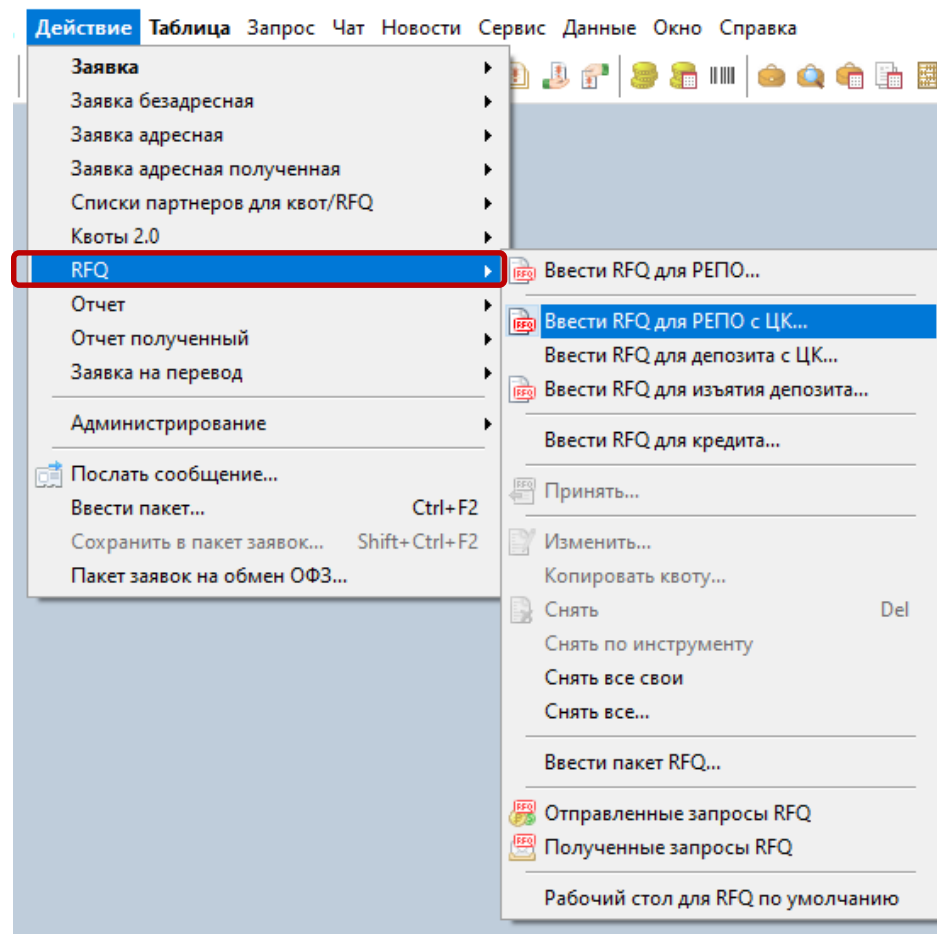 Действие Таблица Запрос Чат Новости Сервис Данные Окно Справка
Заявка
Заявка безадресная
Заявка адресная
Заявка адресная полученная
Списки партнеров для квот/RFQ
Квоты 2.0
RFQ
Отчет
Отчет полученный
Заявка на перевод
Администрирование
Послать сообщение...
Ввести пакет... Ctrl+F2
Сохранить в пакет заявок... Shift+Ctrl+F2
Пакет заявок на обмен ОФЗ...
Ввести RFQ для РЕПО...
Ввести RFQ для РЕПО с ЦК...
Ввести RFQ для депозита с ЦК...
Ввести RFQ для изъятия депозита...
Ввести RFQ для кредита...
Принять...
Изменить...
Копировать квоту...
Снять Del
Снять по инструменту
Снять все свои
Снять все...
Ввести пакет RFQ...
Отправленные запросы RFQ
Полученные запросы RFQ
Рабочий стол для RFQ по умолчанию